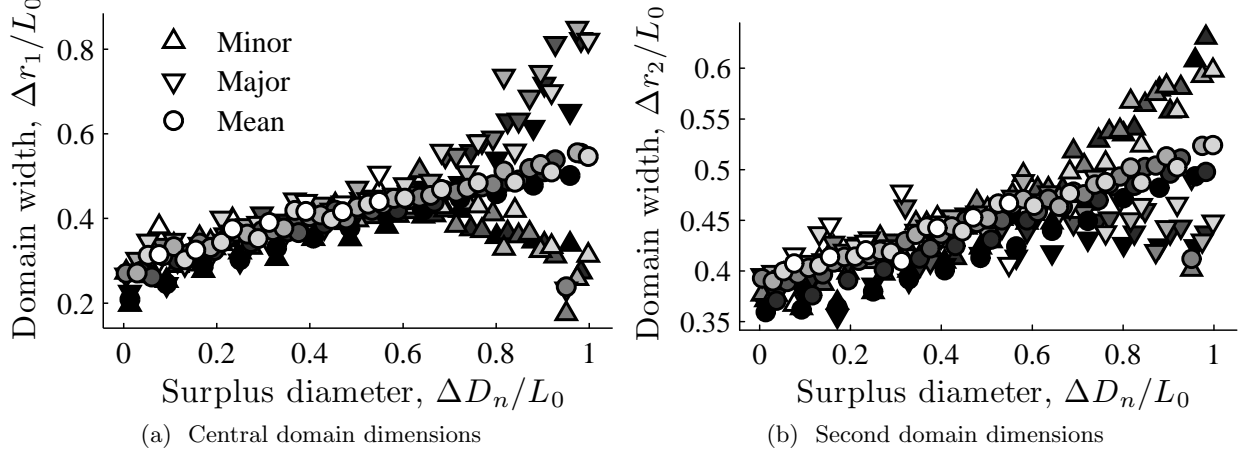 Domain width, Δr₁/L₀
0.8
0.6
0.4
0.2
Minor
Major
Mean
0
0.2
0.4
0.6
0.8
1
Surplus diameter, ΔDₙ/L₀
(a) Central domain dimensions
Domain width, Δr₂/L₀
0.6
0.55
0.5
0.45
0.4
0.35
0
0.2
0.4
0.6
0.8
1
Surplus diameter, ΔDₙ/L₀
(b) Second domain dimensions